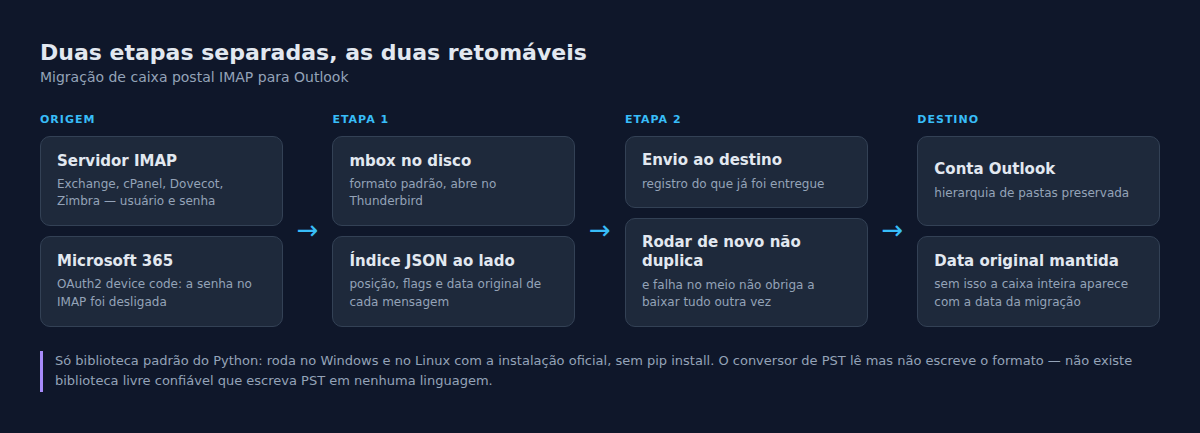 Duas etapas separadas, as duas retomáveis
Migração de caixa postal IMAP para Outlook
ORIGEM
Servidor IMAP
Exchange, cPanel, Dovecot,
Zimbra — usuário e senha
Microsoft 365
OAuth2 device code: a senha no
IMAP foi desligada
→
ETAPA 1
mbox no disco
formato padrão, abre no
Thunderbird
Índice JSON ao lado
posição, flags e data original de
cada mensagem
→
ETAPA 2
Envio ao destino
registro do que já foi entregue
Rodar de novo não
duplica
e falha no meio não obriga a
baixar tudo outra vez
→
DESTINO
Conta Outlook
hierarquia de pastas preservada
Data original mantida
sem isso a caixa inteira aparece
com a data da migração
Só biblioteca padrão do Python: roda no Windows e no Linux com a instalação oficial, sem pip install. O conversor de PST lê mas não escreve o formato — não existe
biblioteca livre confiável que escreva PST em nenhuma linguagem.